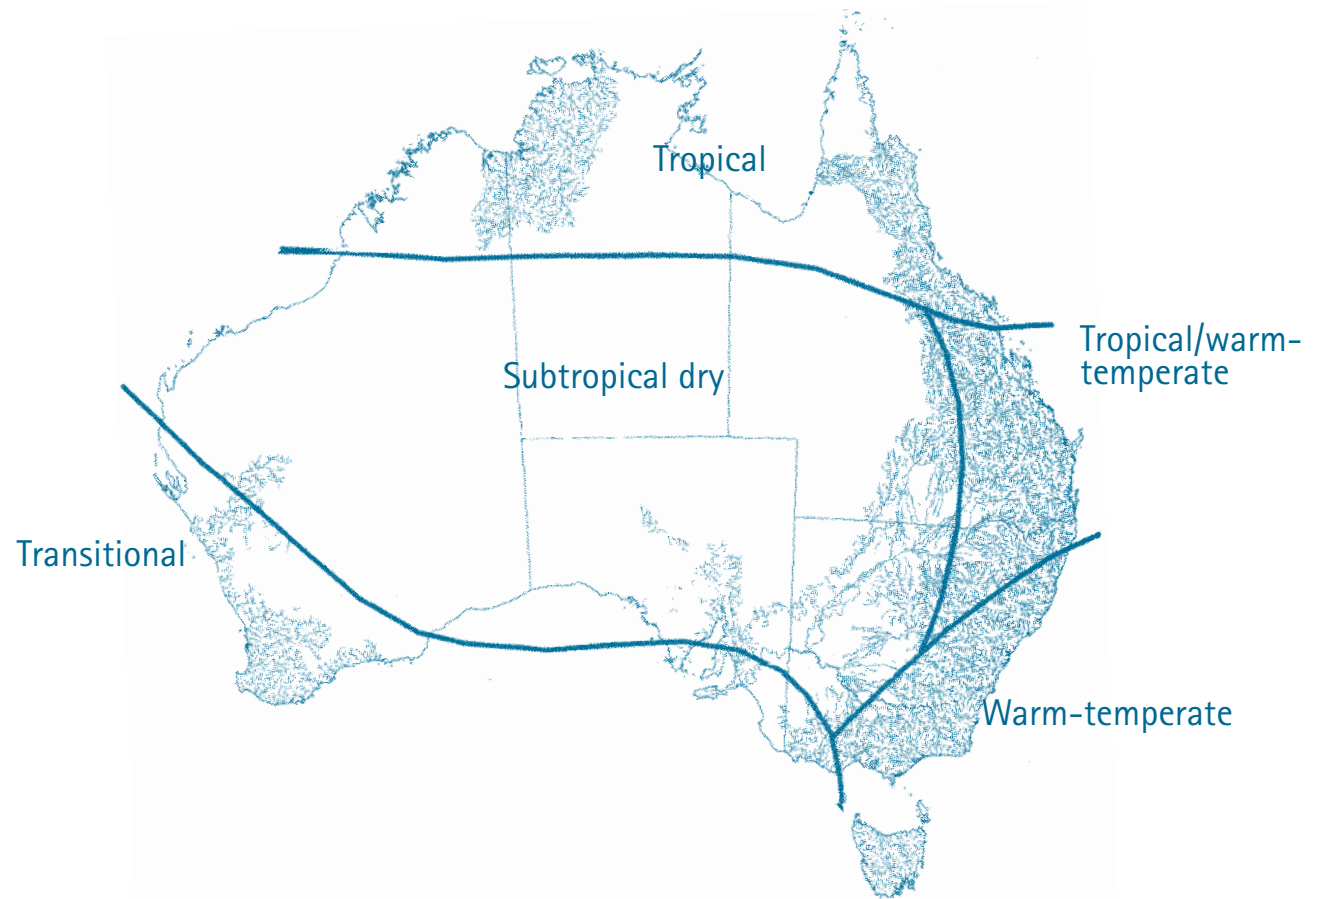 Tropical
Tropical/warm-
temperate
Subtropical dry
Transitional
Warm-temperate